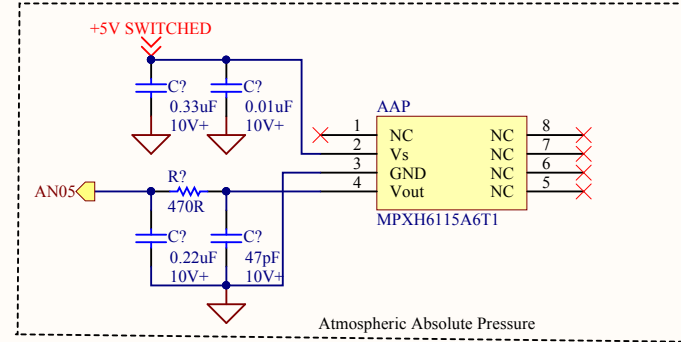 +5V SWITCHED
C? C?
0.33uF 0.01uF
10V+ 10V+
AAP
1 NC NC 8
2 Vs NC 7
3 GND NC 6
4 Vout NC 5
MPXH6115A6T1
R?
AN05
470R
C? C?
0.22uF 47pF
10V+ 10V+
Atmospheric Absolute Pressure